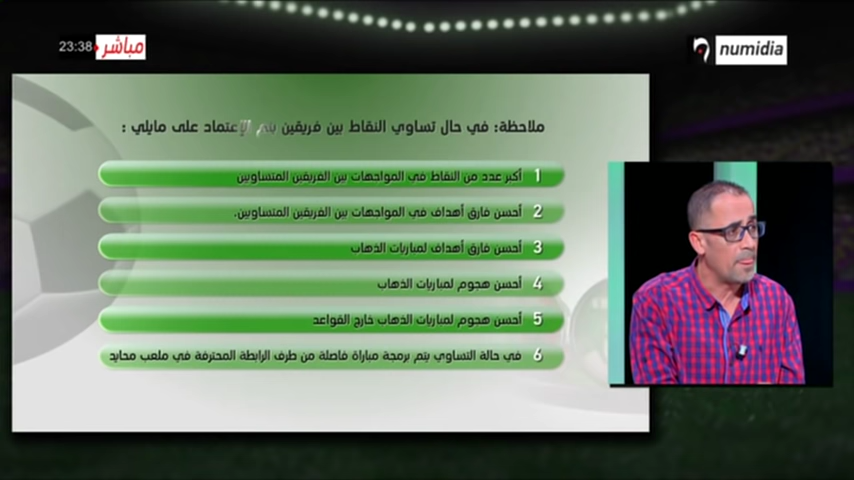 23:38 مباشر
numidia
ملاحظة: في حال تساوي النقاط بين فريقين يتم الإعتماد على مايلي :
1 أكبر عدد من النقاط في المواجهات بين الفريقين المتساويين
2 أحسن فارق أهداف في المواجهات بين الفريقين المتساويين.
3 أحسن فارق أهداف لمباريات الذهاب
4 أحسن هجوم لمباريات الذهاب
5 أحسن هجوم لمباريات الذهاب خارج القواعد
6 في حالة التساوي يتم برمجة مباراة فاصلة من طرف الرابطة المحترفة في ملعب محايد